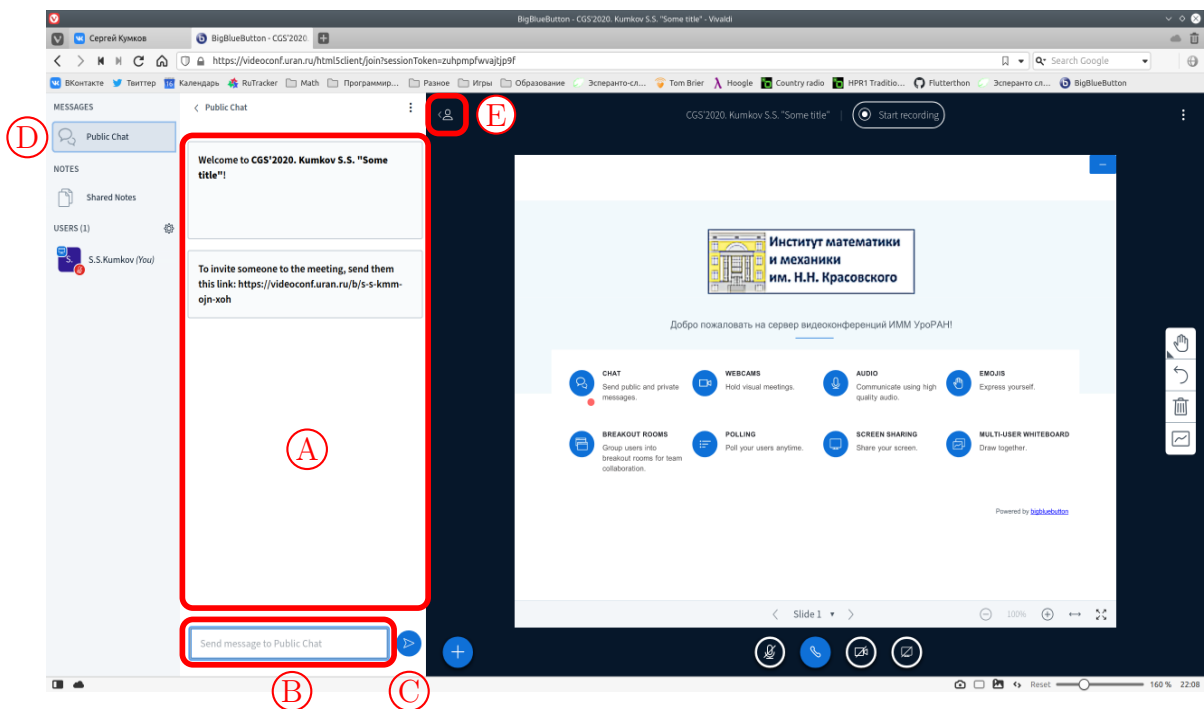 BigBlueButton - CGS'2020. Kumkov S.S. "Some title" - Vivaldi
Сергей Кумков
BigBlueButton - CGS'2020
https://videoconf.uran.ru/html5client/join?sessionToken=zuhpmpfwvajtjp9f
Search Google
ВКонтакте
Твиттер
16
Календарь
RuTracker
Math
Программир...
Разное
Игры
Образование
Эсперанто-сл...
Tom Brier
Hoogle
Country radio
HPR1 Traditio...
Flutterthon
Эсперанто сл...
BigBlueButton
MESSAGES
D
Public Chat
NOTES
Shared Notes
USERS (1)
S.
S.S.Kumkov (You)
Public Chat
Welcome to CGS'2020. Kumkov S.S. "Some
title"!
To invite someone to the meeting, send them
this link: https://videoconf.uran.ru/b/s-s-kmm-
ojn-xoh
A
Send message to Public Chat
B
C
E
CGS'2020. Kumkov S.S. "Some title"
Start recording
Институт математики
и механики
им. Н.Н. Красовского
Добро пожаловать на сервер видеоконференций ИММ УроРАН!
CHAT
Send public and private
messages.
WEBCAMS
Hold visual meetings.
AUDIO
Communicate using high
quality audio.
EMOJIS
Express yourself.
BREAKOUT ROOMS
Group users into
breakout rooms for team
collaboration.
POLLING
Poll your users anytime.
SCREEN SHARING
Share your screen.
MULTI-USER WHITEBOARD
Draw together.
Powered by bigbluebutton
Slide 1
100%
Reset
160 %
22:08